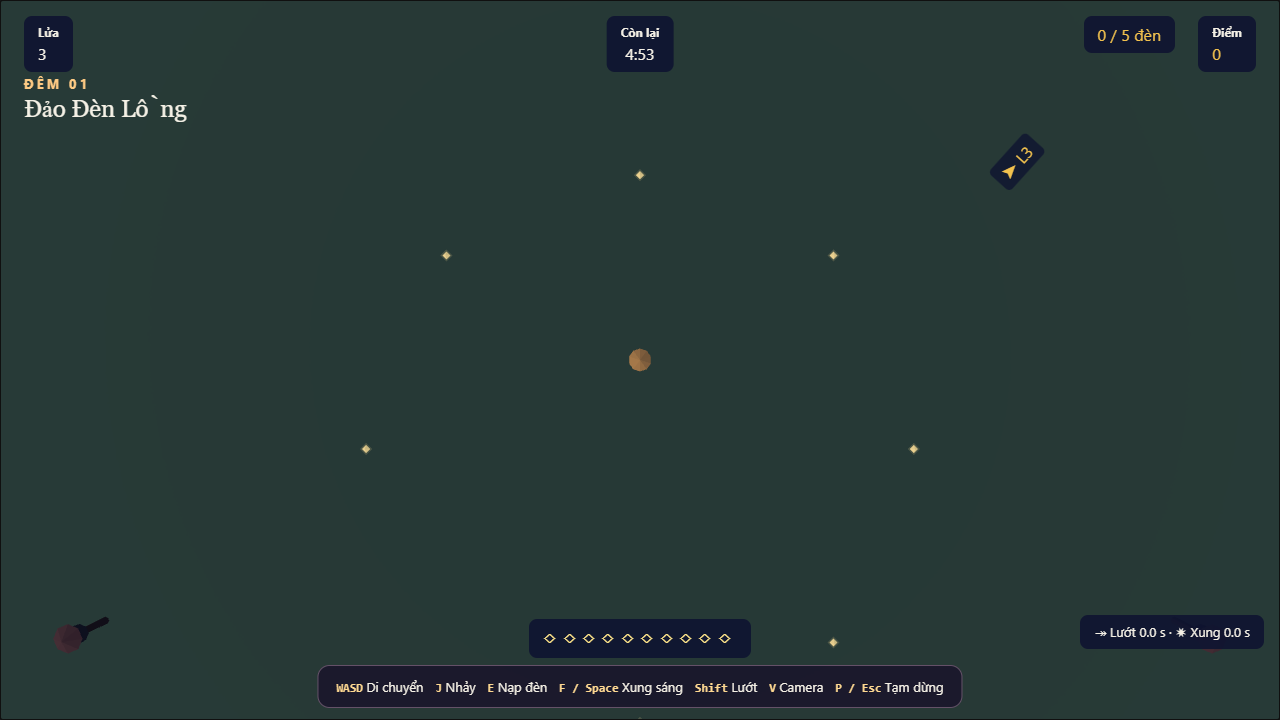 Lửa
3
Còn lại
4:53
0 / 5 đèn
Điểm
0
ĐÊM 01
Đảo Đèn Lồng
L3
Lướt 0.0 s · ✷ Xung 0.0 s
WASD Di chuyển J Nhảy E Nạp đèn F / Space Xung sáng Shift Lướt V Camera P / Esc Tạm dừng